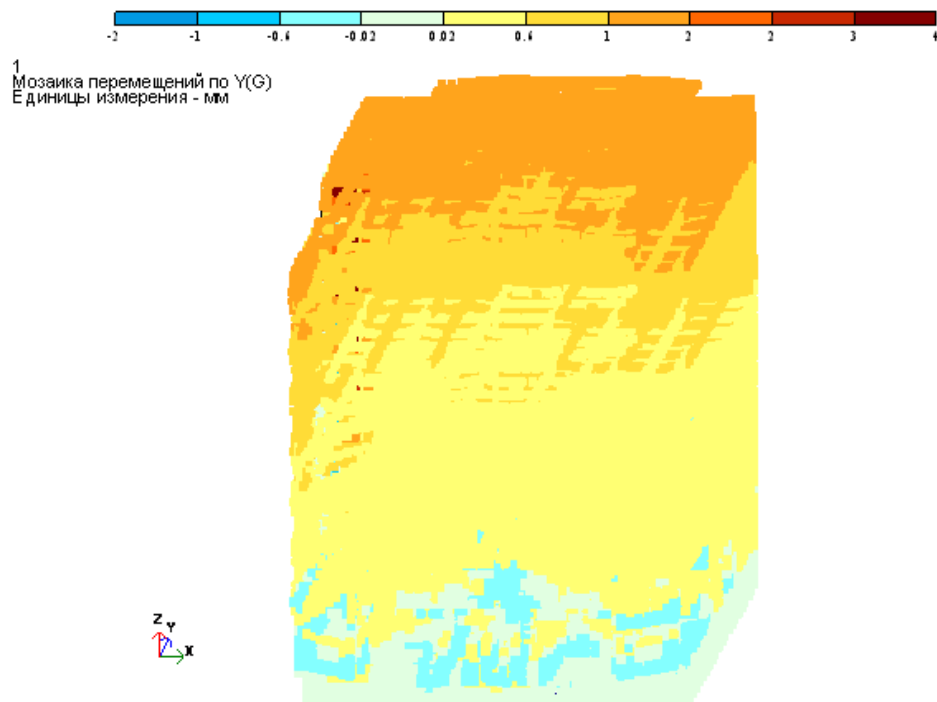 -2 -1 -0.6 -0.02 0.02 0.6 1 2 2 3 4
1
Мозаика перемещений по Y(G)
Единицы измерения - мм
Z
Y
X